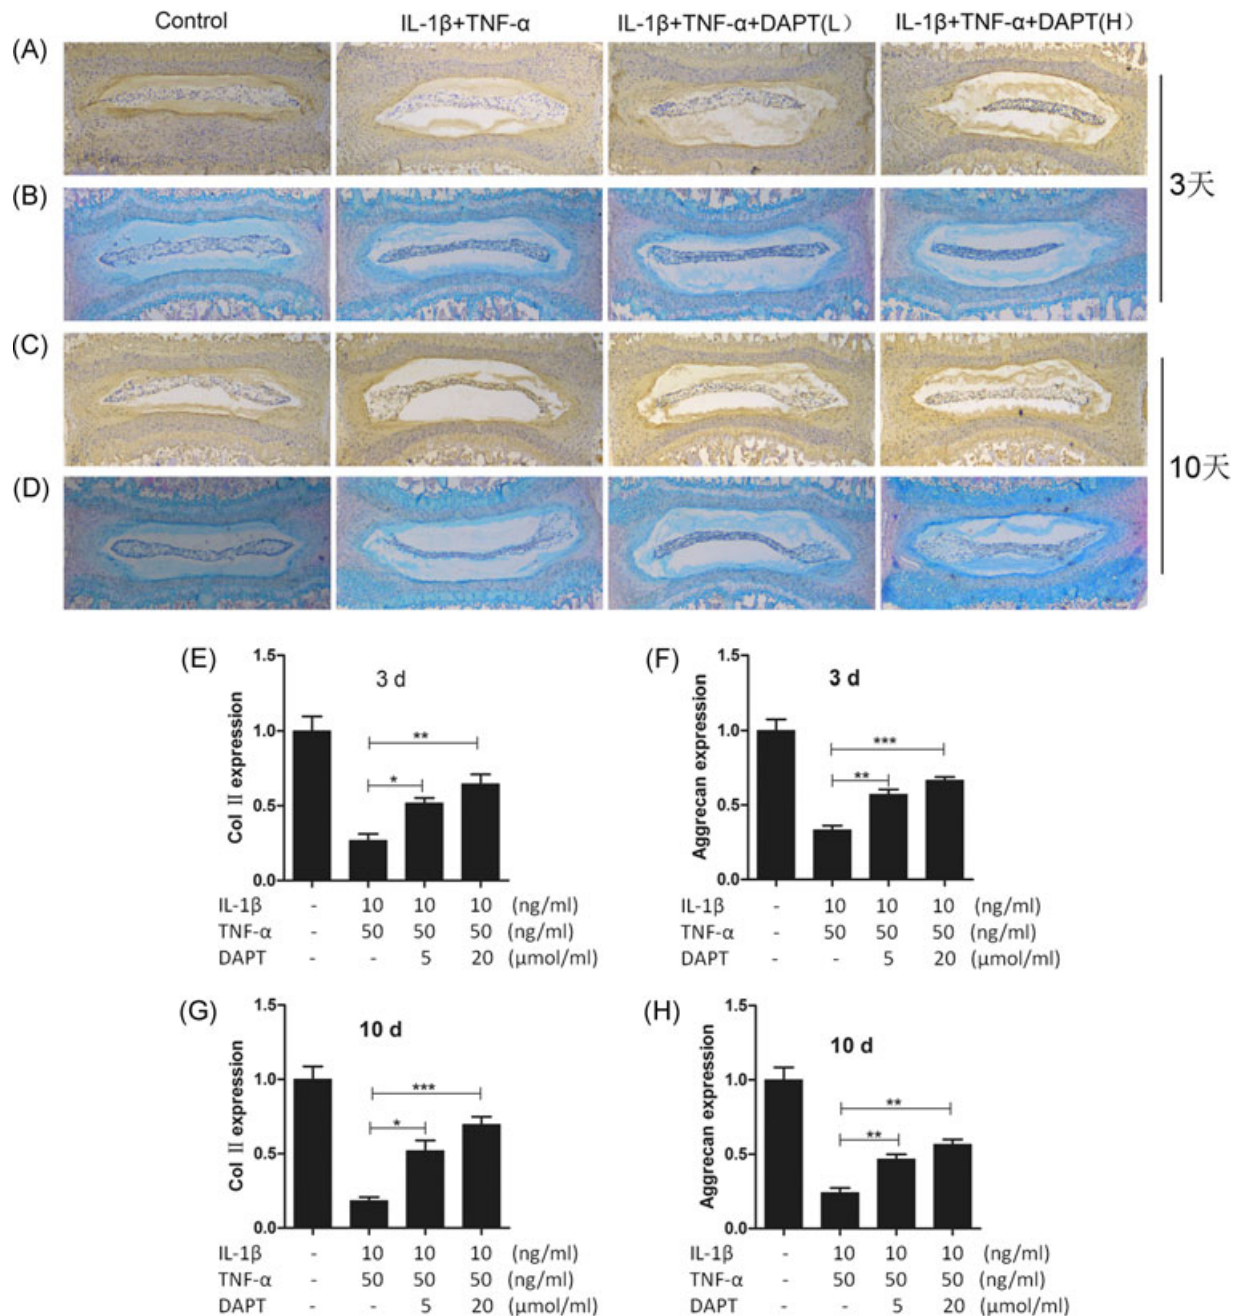 Control IL-1β+TNF-α IL-1β+TNF-α+DAPT(L) IL-1β+TNF-α+DAPT(H)
(A)
(B)
3天
(C)
(D)
10天
(E) 1.5 3 d
1.0
0.5
0.0
Col II expression
** 
*
IL-1β - 10 10 10 (ng/ml)
TNF-α - 50 50 50 (ng/ml)
DAPT - - 5 20 (μmol/ml)
(F) 1.5 3 d
1.0
0.5
0.0
Aggrecan expression
***
**
IL-1β - 10 10 10 (ng/ml)
TNF-α - 50 50 50 (ng/ml)
DAPT - - 5 20 (μmol/ml)
(G) 1.5 10 d
1.0
0.5
0.0
Col II expression
***
*
IL-1β - 10 10 10 (ng/ml)
TNF-α - 50 50 50 (ng/ml)
DAPT - - 5 20 (μmol/ml)
(H) 1.5 10 d
1.0
0.5
0.0
Aggrecan expression
**
**
IL-1β - 10 10 10 (ng/ml)
TNF-α - 50 50 50 (ng/ml)
DAPT - - 5 20 (μmol/ml)